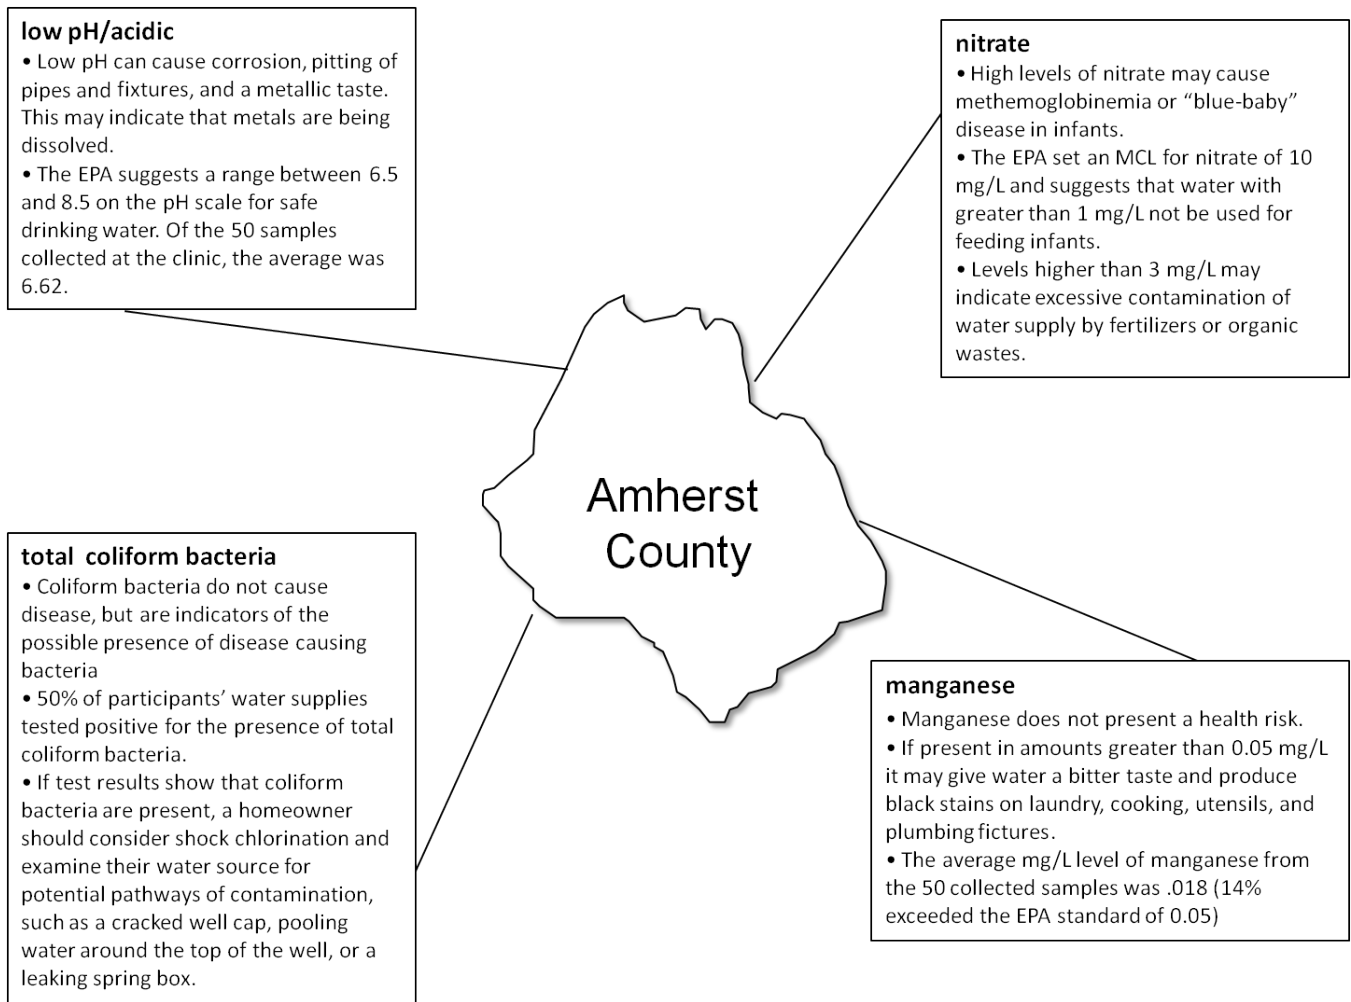 low pH/acidic
• Low pH can cause corrosion, pitting of
pipes and fixtures, and a metallic taste.
This may indicate that metals are being
dissolved.
• The EPA suggests a range between 6.5
and 8.5 on the pH scale for safe
drinking water. Of the 50 samples
collected at the clinic, the average was
6.62.
nitrate
• High levels of nitrate may cause
methemoglobinemia or “blue-baby”
disease in infants.
• The EPA set an MCL for nitrate of 10
mg/L and suggests that water with
greater than 1 mg/L not be used for
feeding infants.
• Levels higher than 3 mg/L may
indicate excessive contamination of
water supply by fertilizers or organic
wastes.
Amherst
County
total coliform bacteria
• Coliform bacteria do not cause
disease, but are indicators of the
possible presence of disease causing
bacteria
• 50% of participants’ water supplies
tested positive for the presence of total
coliform bacteria.
• If test results show that coliform
bacteria are present, a homeowner
should consider shock chlorination and
examine their water source for
potential pathways of contamination,
such as a cracked well cap, pooling
water around the top of the well, or a
leaking spring box.
manganese
• Manganese does not present a health risk.
• If present in amounts greater than 0.05 mg/L
it may give water a bitter taste and produce
black stains on laundry, cooking, utensils, and
plumbing fictures.
• The average mg/L level of manganese from
the 50 collected samples was .018 (14%
exceeded the EPA standard of 0.05)